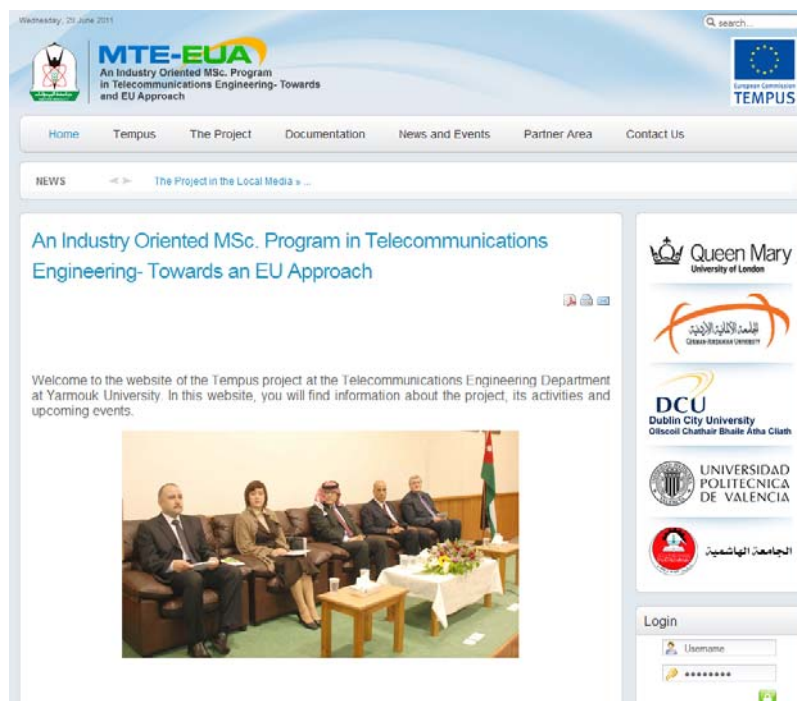 Wednesday, 29 June 2011
search...
MTE-EUA
An Industry Oriented MSc. Program
in Telecommunications Engineering- Towards
and EU Approach
European Commission
TEMPUS
Home Tempus The Project Documentation News and Events Partner Area Contact Us
NEWS The Project in the Local Media » ...
An Industry Oriented MSc. Program in Telecommunications
Engineering- Towards an EU Approach
Welcome to the website of the Tempus project at the Telecommunications Engineering Department
at Yarmouk University. In this website, you will find information about the project, its activities and
upcoming events.
Queen Mary
University of London
الجامعة الألمانية الأردنية
German-Jordanian University
DCU
Dublin City University
Ollscoil Chathair Bhaile Átha Cliath
UNIVERSIDAD
POLITECNICA
DE VALENCIA
الجامعة الهاشمية
Login
Username